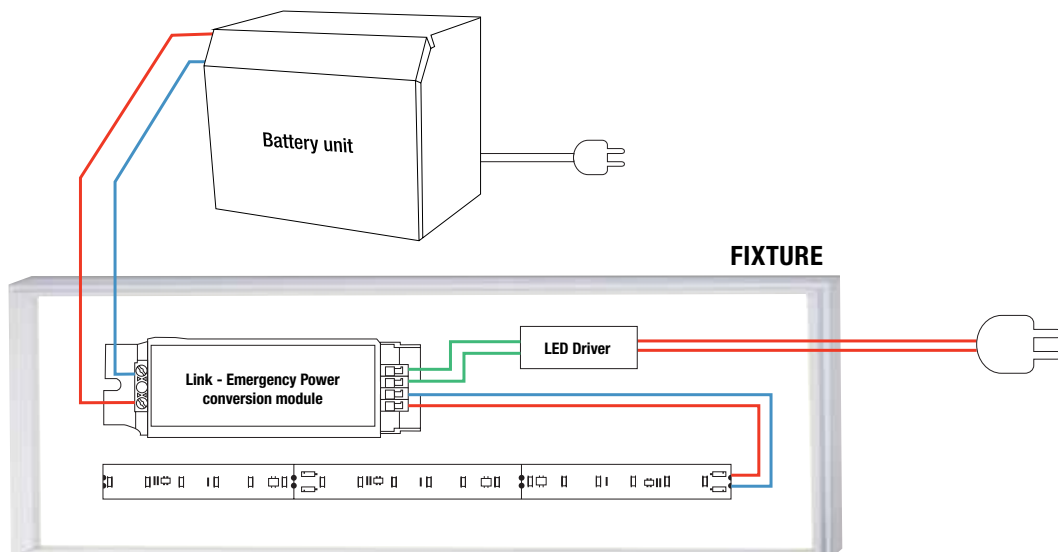 Battery unit
FIXTURE
LED Driver
Link - Emergency Power
conversion module